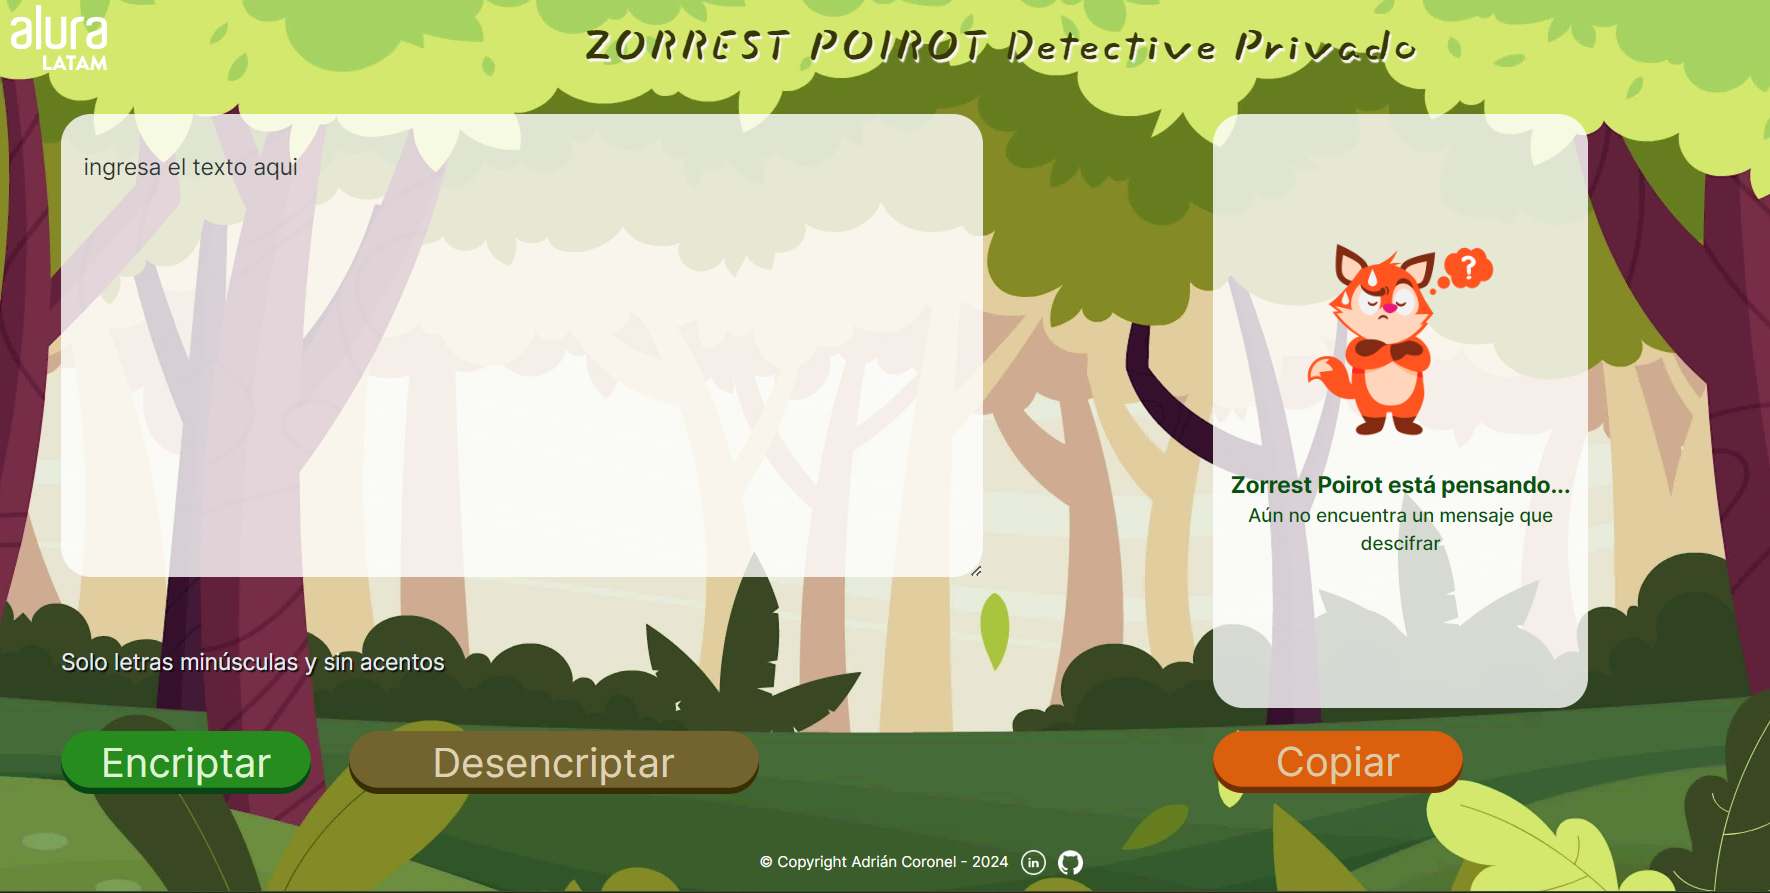 alura
LATAM
ZORREST POIROT Detective Privado
ingresa el texto aqui
?
Zorrest Poirot está pensando...
Aún no encuentra un mensaje que
descifrar
Solo letras minúsculas y sin acentos
Encriptar
Desencriptar
Copiar
© Copyright Adrián Coronel - 2024
in